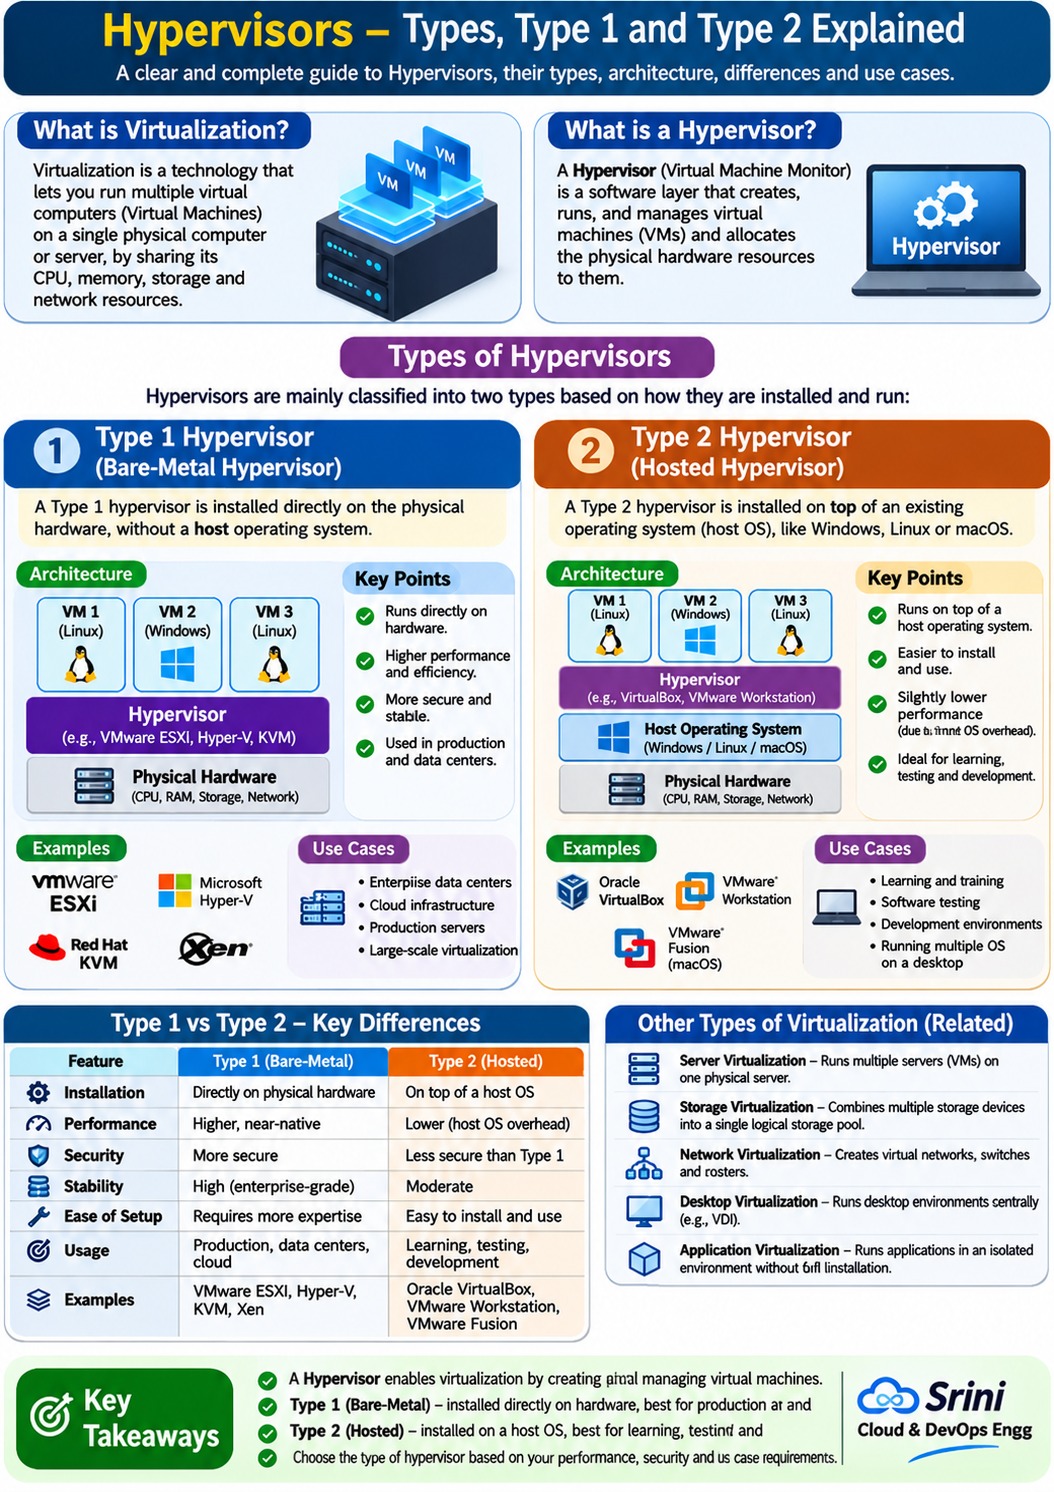 Hypervisors – Types, Type 1 and Type 2 Explained
A clear and complete guide to Hypervisors, their types, architecture, differences and use cases.
What is Virtualization?
Virtualization is a technology that
lets you run multiple virtual
computers (Virtual Machines)
on a single physical computer
or server, by sharing its
CPU, memory, storage and
network resources.
VM
VM
VM
What is a Hypervisor?
A Hypervisor (Virtual Machine Monitor)
is a software layer that creates,
runs, and manages virtual
machines (VMs) and allocates
the physical hardware resources
to them.
Hypervisor
Types of Hypervisors
Hypervisors are mainly classified into two types based on how they are installed and run:
1
Type 1 Hypervisor
(Bare-Metal Hypervisor)
A Type 1 hypervisor is installed directly on the physical
hardware, without a host operating system.
Architecture
VM 1
(Linux)
VM 2
(Windows)
VM 3
(Linux)
Hypervisor
(e.g., VMware ESXI, Hyper-V, KVM)
Physical Hardware
(CPU, RAM, Storage, Network)
Key Points
Runs directly on
hardware.
Higher performance
and efficiency.
More secure and
stable.
Used in production
and data centers.
Examples
vmware®
ESXi
Microsoft
Hyper-V
Red Hat
KVM
Xen
Use Cases
• Enterpiise data centers
• Cloud infrastructure
• Production servers
• Large-scale virtualization
2
Type 2 Hypervisor
(Hosted Hypervisor)
A Type 2 hypervisor is installed on top of an existing
operating system (host OS), like Windows, Linux or macOS.
Architecture
VM 1
(Linux)
VM 2
(Windows)
VM 3
(Linux)
Hypervisor
(e.g., VirtualBox, VMware Workstation)
Host Operating System
(Windows / Linux / macOS)
Physical Hardware
(CPU, RAM, Storage, Network)
Key Points
Runs on top of a
host operating system.
Easier to install
and use.
Silghtly lower
performance
(due OS overhead).
Ideal for learning,
testing and development.
Examples
Oracle
VirtualBox
VMware®
Workstation
VMware®
Fusion
(macOS)
Use Cases
• Learning and training
• Software testing
• Development environments
• Running multiple OS
on a desktop
Type 1 vs Type 2 – Key Differences
Feature Type 1 (Bare-Metal) Type 2 (Hosted)
Installation Directly on physical hardware On top of a host OS
Performance Higher, near-native Lower (host OS overhead)
Security More secure Less secure than Type 1
Stability High (enterprise-grade) Moderate
Ease of Setup Requires more expertise Easy to install and use
Usage Production, data centers, Learning, testing,
cloud development
Examples VMware ESXI, Hyper-V, Oracle VirtualBox,
KVM, Xen VMware Workstation,
VMware Fusion
Other Types of Virtualization (Related)
Server Virtualization – Runs multiple servers (VMs) on
one physical server.
Storage Virtualization – Combines multiple storage devices
into a single logical storage pool.
Network Virtualization – Creates virtual networks, switches
and
Desktop Virtualization – Runs desktop environments
(e.g., VDI).
Application Virtualization – Runs applications in an isolated
environment without
Key
Takeaways
A Hypervisor enables virtualization by creating managing virtual machines.
Type 1 (Bare-Metal) – installed directly on hardware, best for production and
Type 2 (Hosted) – installed on a host OS, best for learning, and
Choose the type of hypervisor based on your performance, security and us case requirements.
Srini
Cloud & DevOps Engg